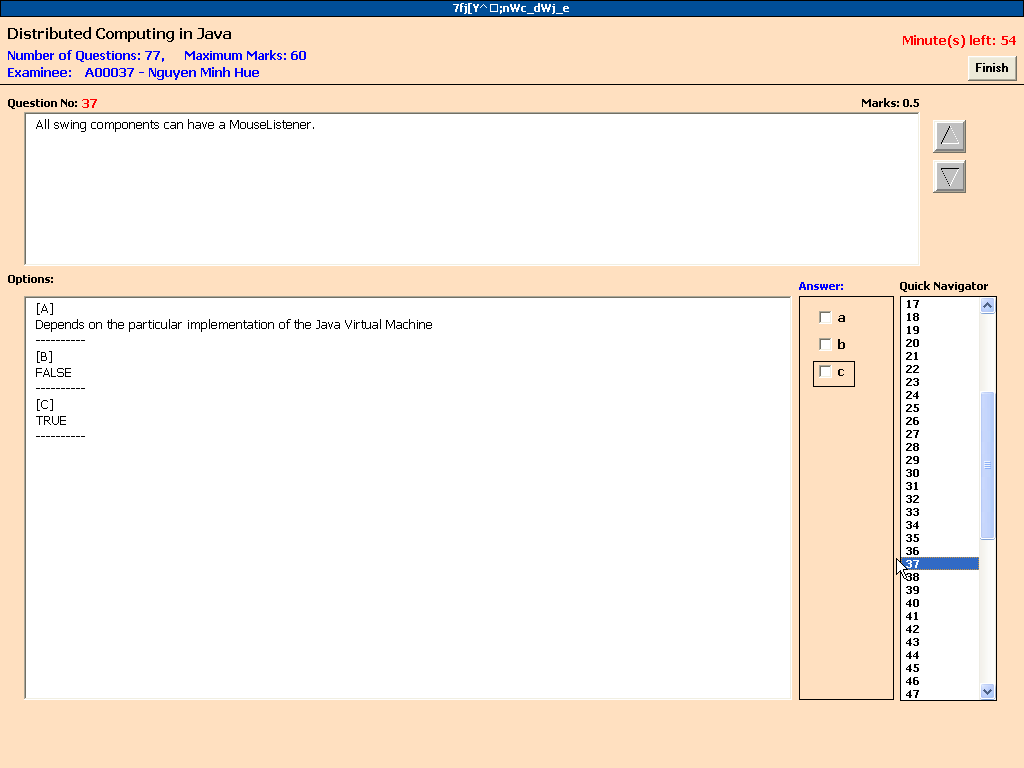 7fj[Y^ □;nWc_dWj_e
Distributed Computing in Java
Number of Questions: 77, Maximum Marks: 60
Minute(s) left: 54
Examinee: A00037 - Nguyen Minh Hue
Finish
Question No: 37
Marks: 0.5
All swing components can have a MouseListener.
Options:
Answer:
Quick Navigator
[A]
Depends on the particular implementation of the Java Virtual Machine
----------
[B]
FALSE
----------
[C]
TRUE
----------
a
b
c
17
18
19
20
21
22
23
24
25
26
27
28
29
30
31
32
33
34
35
36
37
38
39
40
41
42
43
44
45
46
47